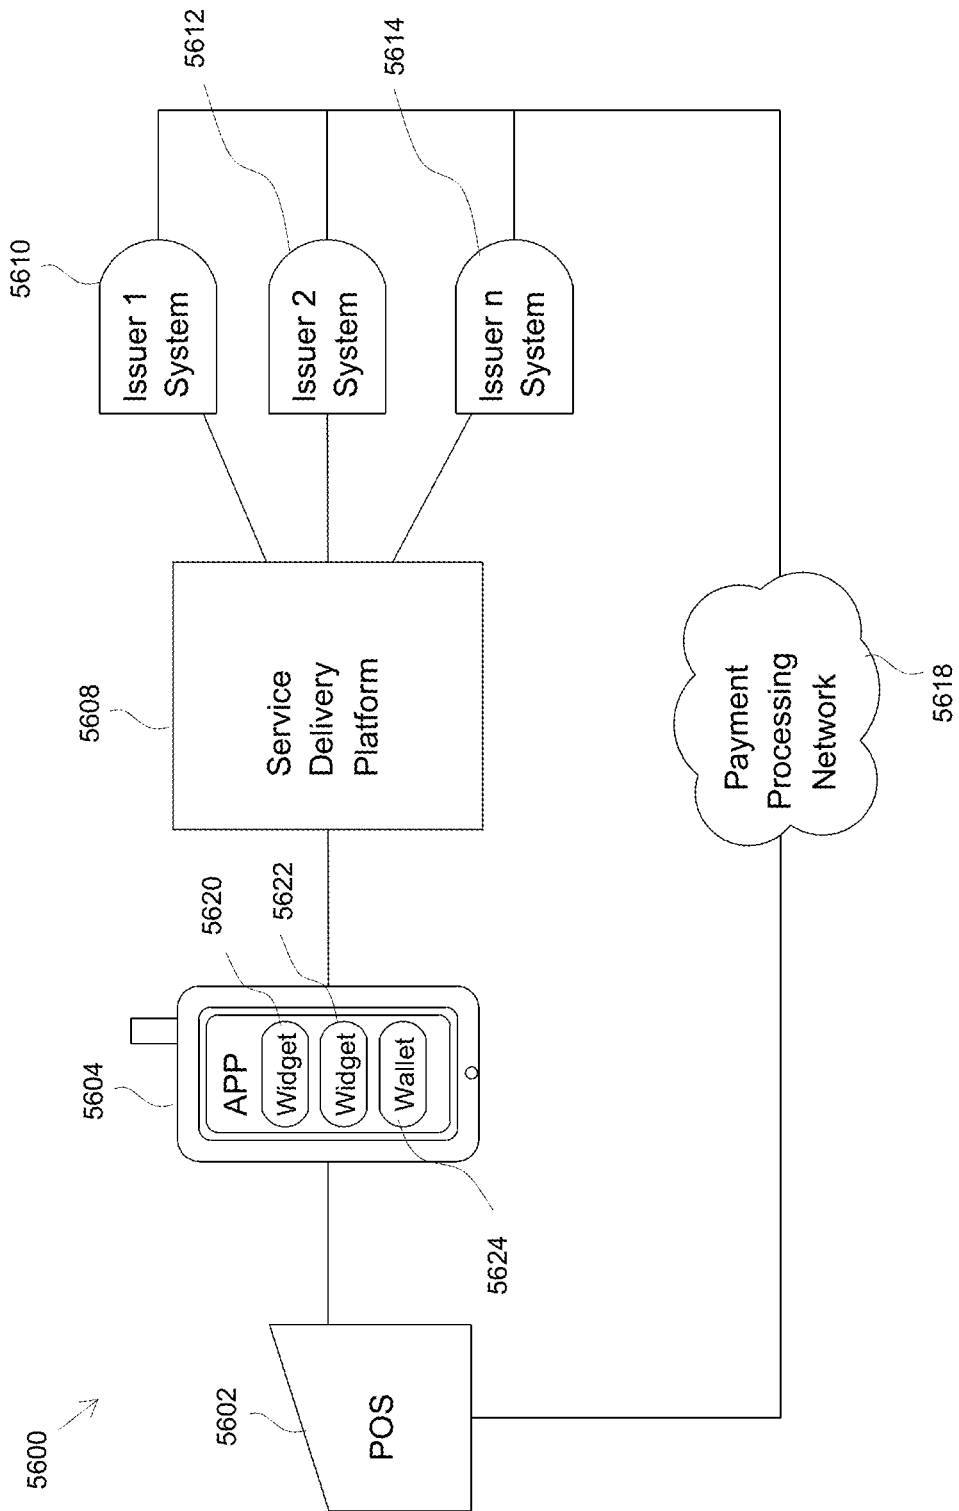 5600
5602
POS
5604
APP
Widget
Widget
Wallet
5620
5622
5624
5608
Service
Delivery
Platform
5610
Issuer 1
System
5612
Issuer 2
System
5614
Issuer n
System
Payment
Processing
Network
5618